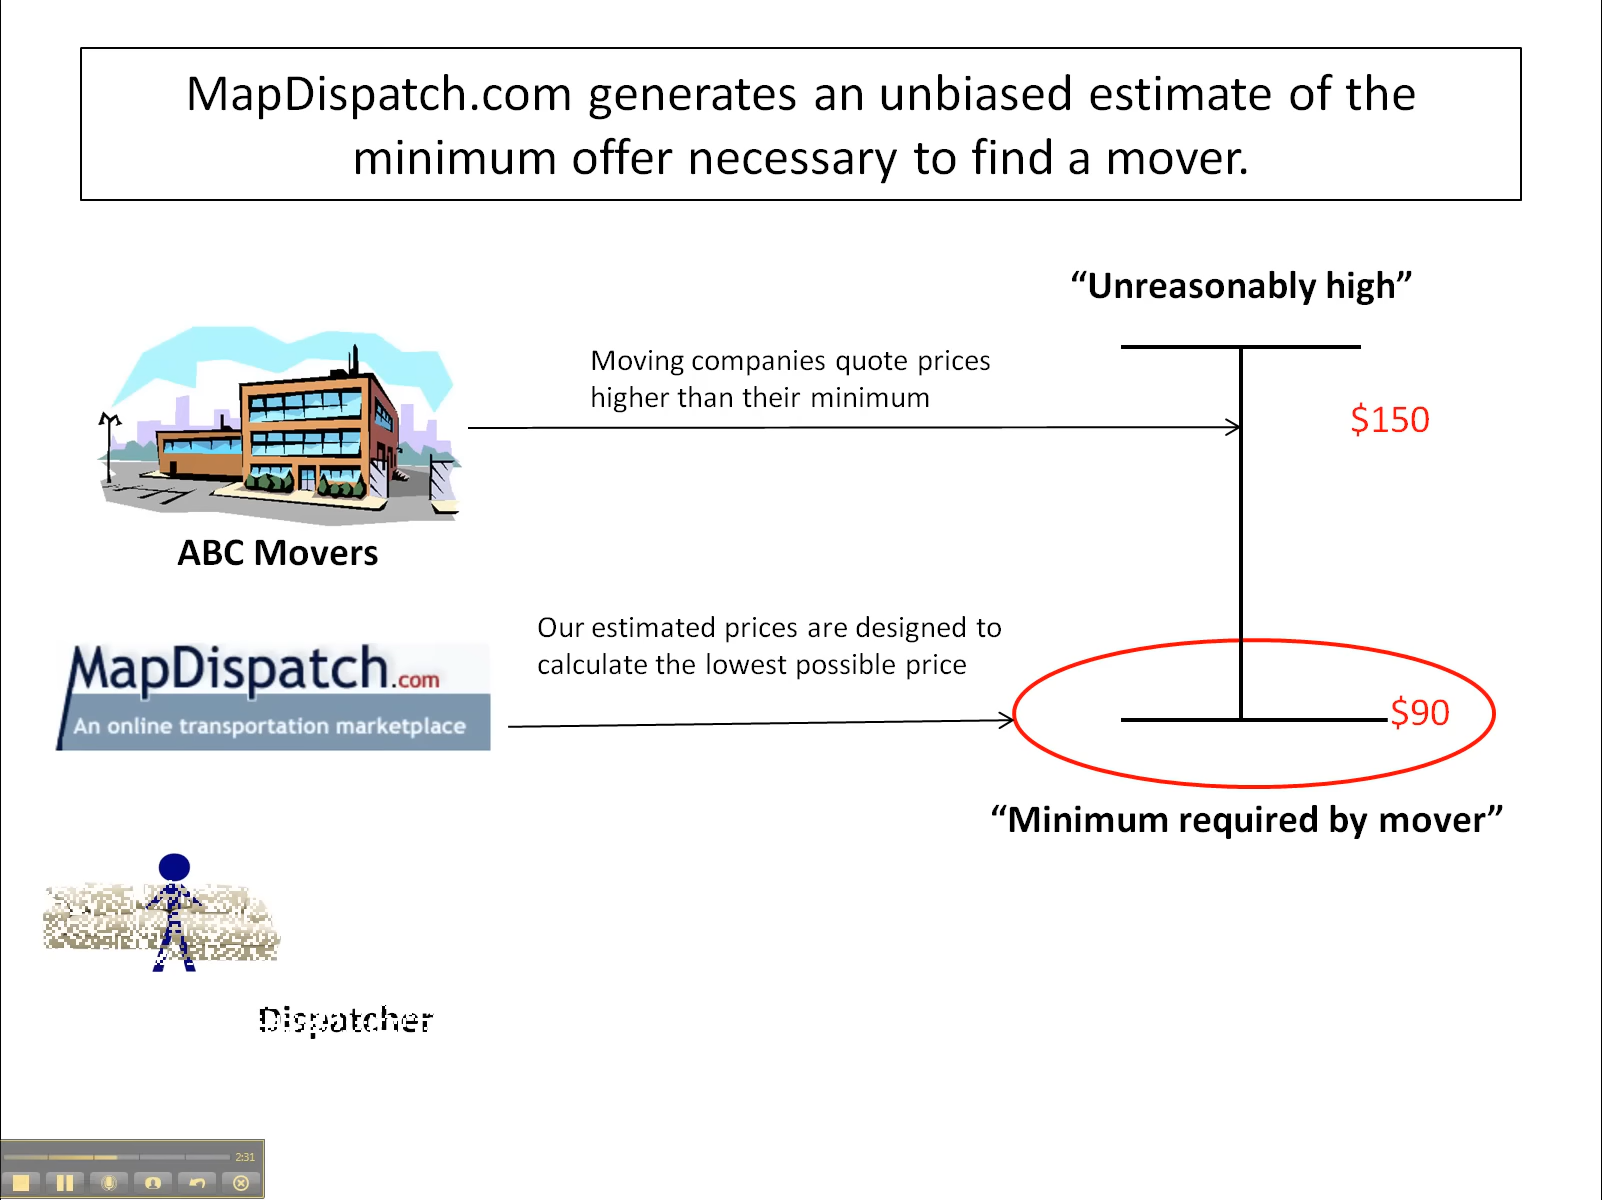 MapDispatch.com generates an unbiased estimate of the
minimum offer necessary to find a mover.
“Unreasonably high”
Moving companies quote prices
higher than their minimum
$150
ABC Movers
Our estimated prices are designed to
calculate the lowest possible price
MapDispatch.com
An online transportation marketplace
$90
“Minimum required by mover”
Dispatcher
2:31